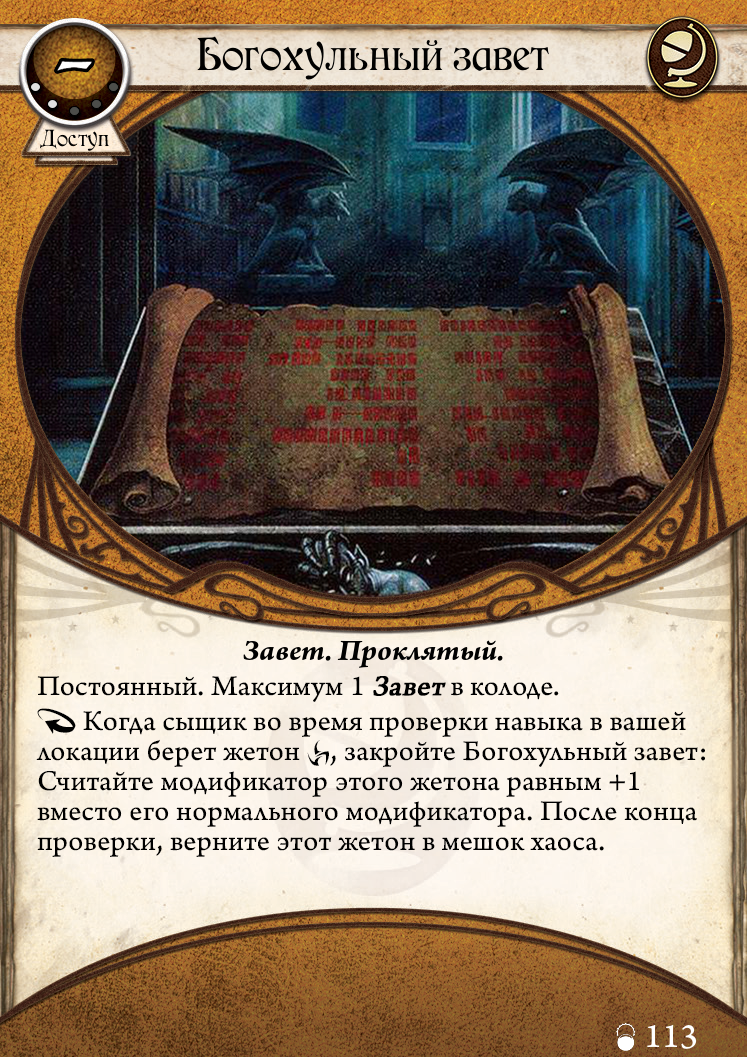 Богохульный завет
–
Доступ
Завет. Проклятый.
Постоянный. Максимум 1 Завет в колоде.
Когда сыщик во время проверки навыка в вашей
локации берет жетон , закройте Богохульный завет:
Считайте модификатор этого жетона равным +1
вместо его нормального модификатора. После конца
проверки, верните этот жетон в мешок хаоса.
113